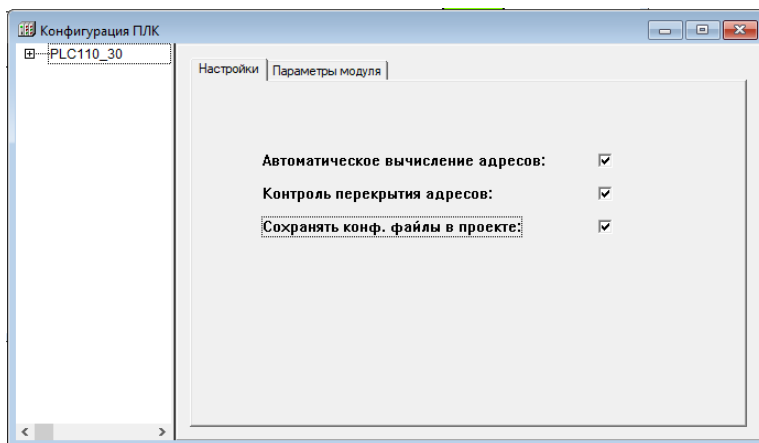 Конфигурация ПЛК
PLC110_30
Настройки
Параметры модуля
Автоматическое вычисление адресов:
Контроль перекрытия адресов:
Сохранять конф. файлы в проекте: